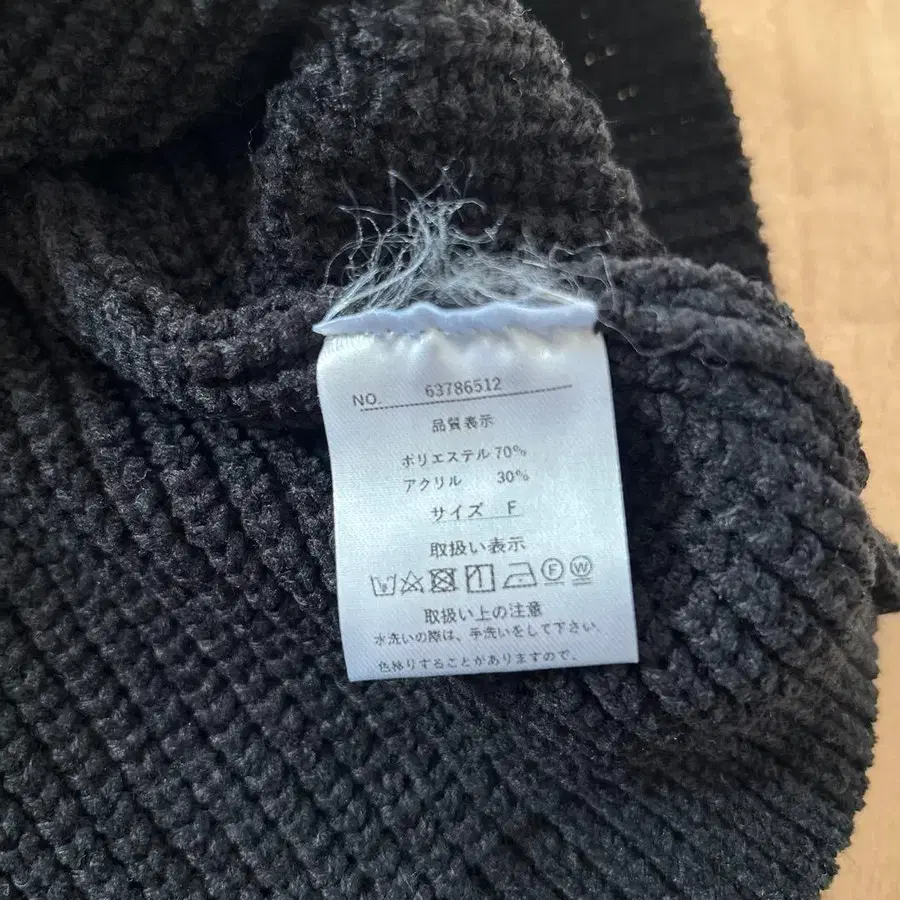 NO. 63786512
品質表示
ポリエステル 70%
アクリル 30%
サイズ F
取扱い表示
F W
取扱い上の注意
水洗いの際は、手洗いをして下さい
色移りすることがありますので、